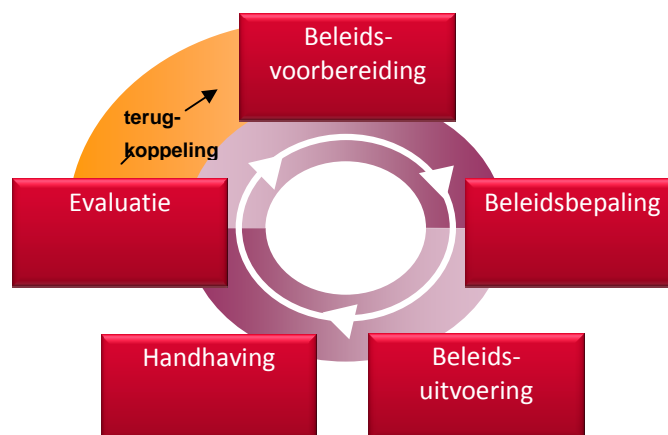 Beleids-
voorbereiding
terug-
koppeling
Evaluatie
Beleidsbepaling
Handhaving
Beleids-
uitvoering